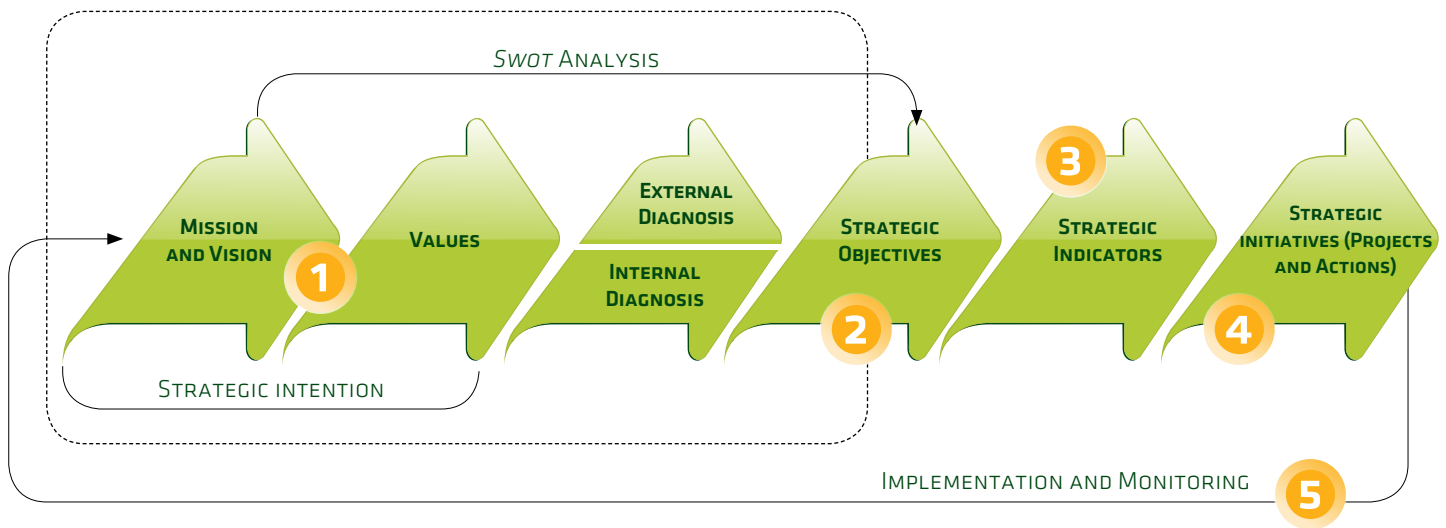 Swot Analysis
Mission
and Vision
1
Values
External
Diagnosis
Internal
Diagnosis
Strategic
Objectives
2
3
Strategic
Indicators
Strategic
initiatives (Projects
and Actions)
4
Strategic intention
Implementation and Monitoring
5